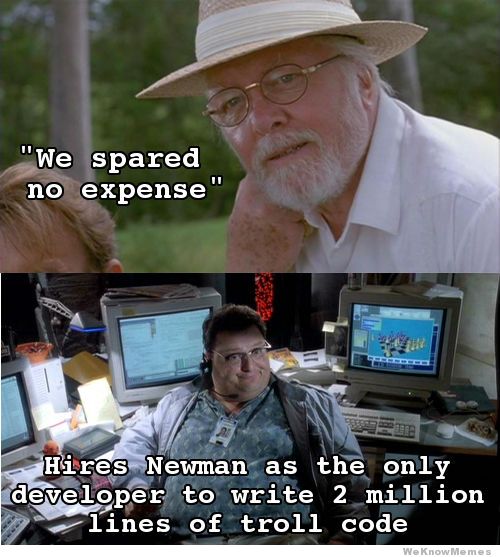 "We spared
no expense"
Hires Newman as the only
developer to write 2 million
lines of troll code
WeKnowMemes